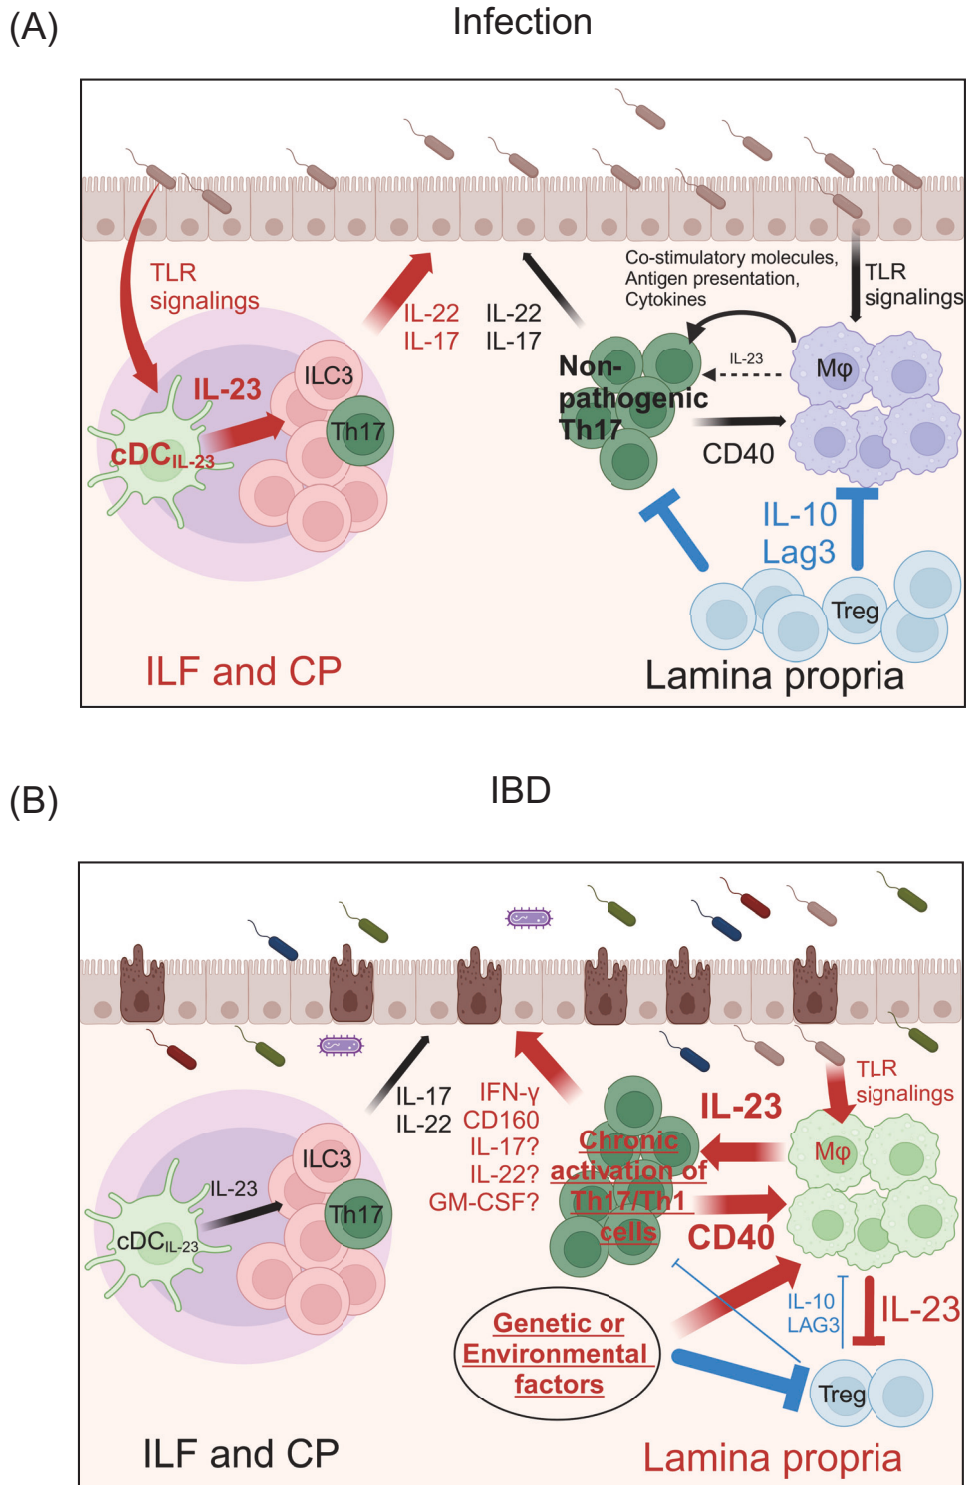 (A)
Infection
TLR
signalings
IL-23
cDC_IL-23
ILC3
Th17
IL-22
IL-17
IL-22
IL-17
Co-stimulatory molecules,
Antigen presentation,
Cytokines
TLR
signalings
IL-23
Mφ
Non-
pathogenic
Th17
CD40
IL-10
Lag3
Treg
ILF and CP
Lamina propria
(B)
IBD
IL-23
cDC_IL-23
ILC3
Th17
IL-17
IL-22
IFN-γ
CD160
IL-17?
IL-22?
GM-CSF?
IL-23
TLR
signalings
Mφ
Chronic
activation of
Th17/Th1
cells
CD40
IL-10
LAG3
IL-23
Genetic or
Environmental
factors
Treg
ILF and CP
Lamina propria